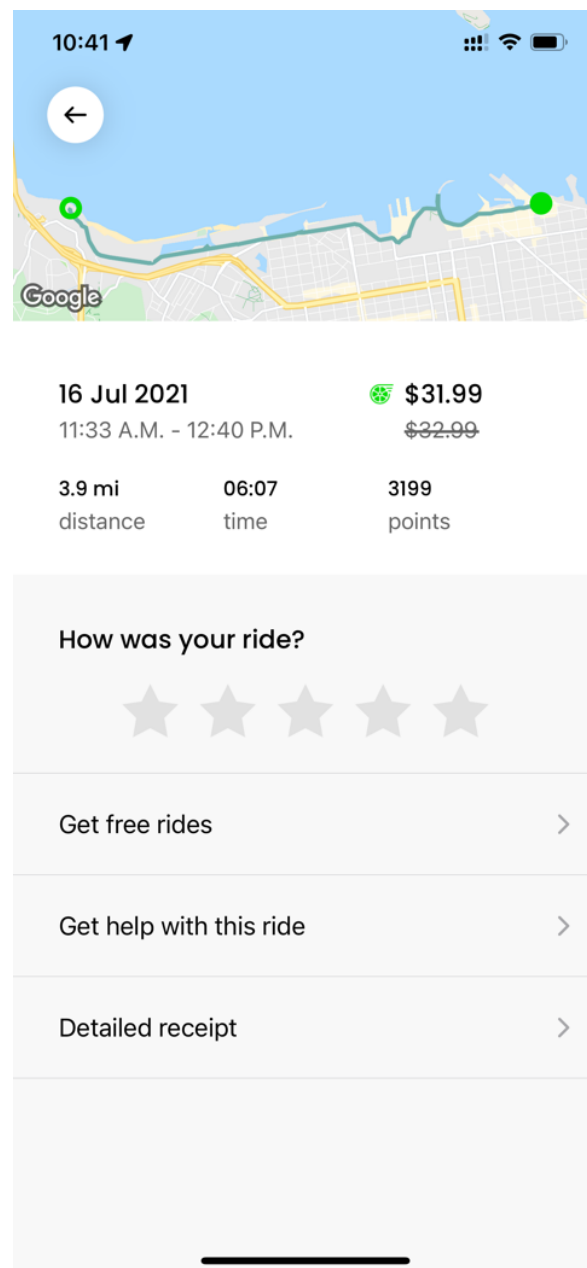 10:41
Google
16 Jul 2021
$31.99
11:33 A.M. - 12:40 P.M.
$32.99
3.9 mi
06:07
3199
distance
time
points
How was your ride?
Get free rides
Get help with this ride
Detailed receipt